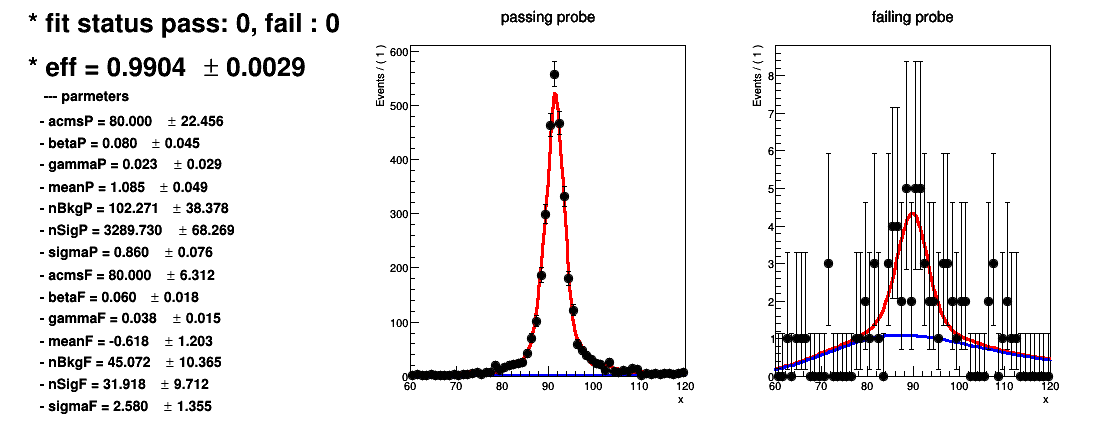 * fit status pass: 0, fail : 0
* eff = 0.9904 ± 0.0029
--- parmeters
- acmsP = 80.000 ± 22.456
- betaP = 0.080 ± 0.045
- gammaP = 0.023 ± 0.029
- meanP = 1.085 ± 0.049
- nBkgP = 102.271 ± 38.378
- nSigP = 3289.730 ± 68.269
- sigmaP = 0.860 ± 0.076
- acmsF = 80.000 ± 6.312
- betaF = 0.060 ± 0.018
- gammaF = 0.038 ± 0.015
- meanF = -0.618 ± 1.203
- nBkgF = 45.072 ± 10.365
- nSigF = 31.918 ± 9.712
- sigmaF = 2.580 ± 1.355
passing probe
Events / ( 1 )
600
500
400
300
200
100
0
60 70 80 90 100 110 120
x
failing probe
Events / ( 1 )
8
7
6
5
4
3
2
1
0
60 70 80 90 100 110 120
x